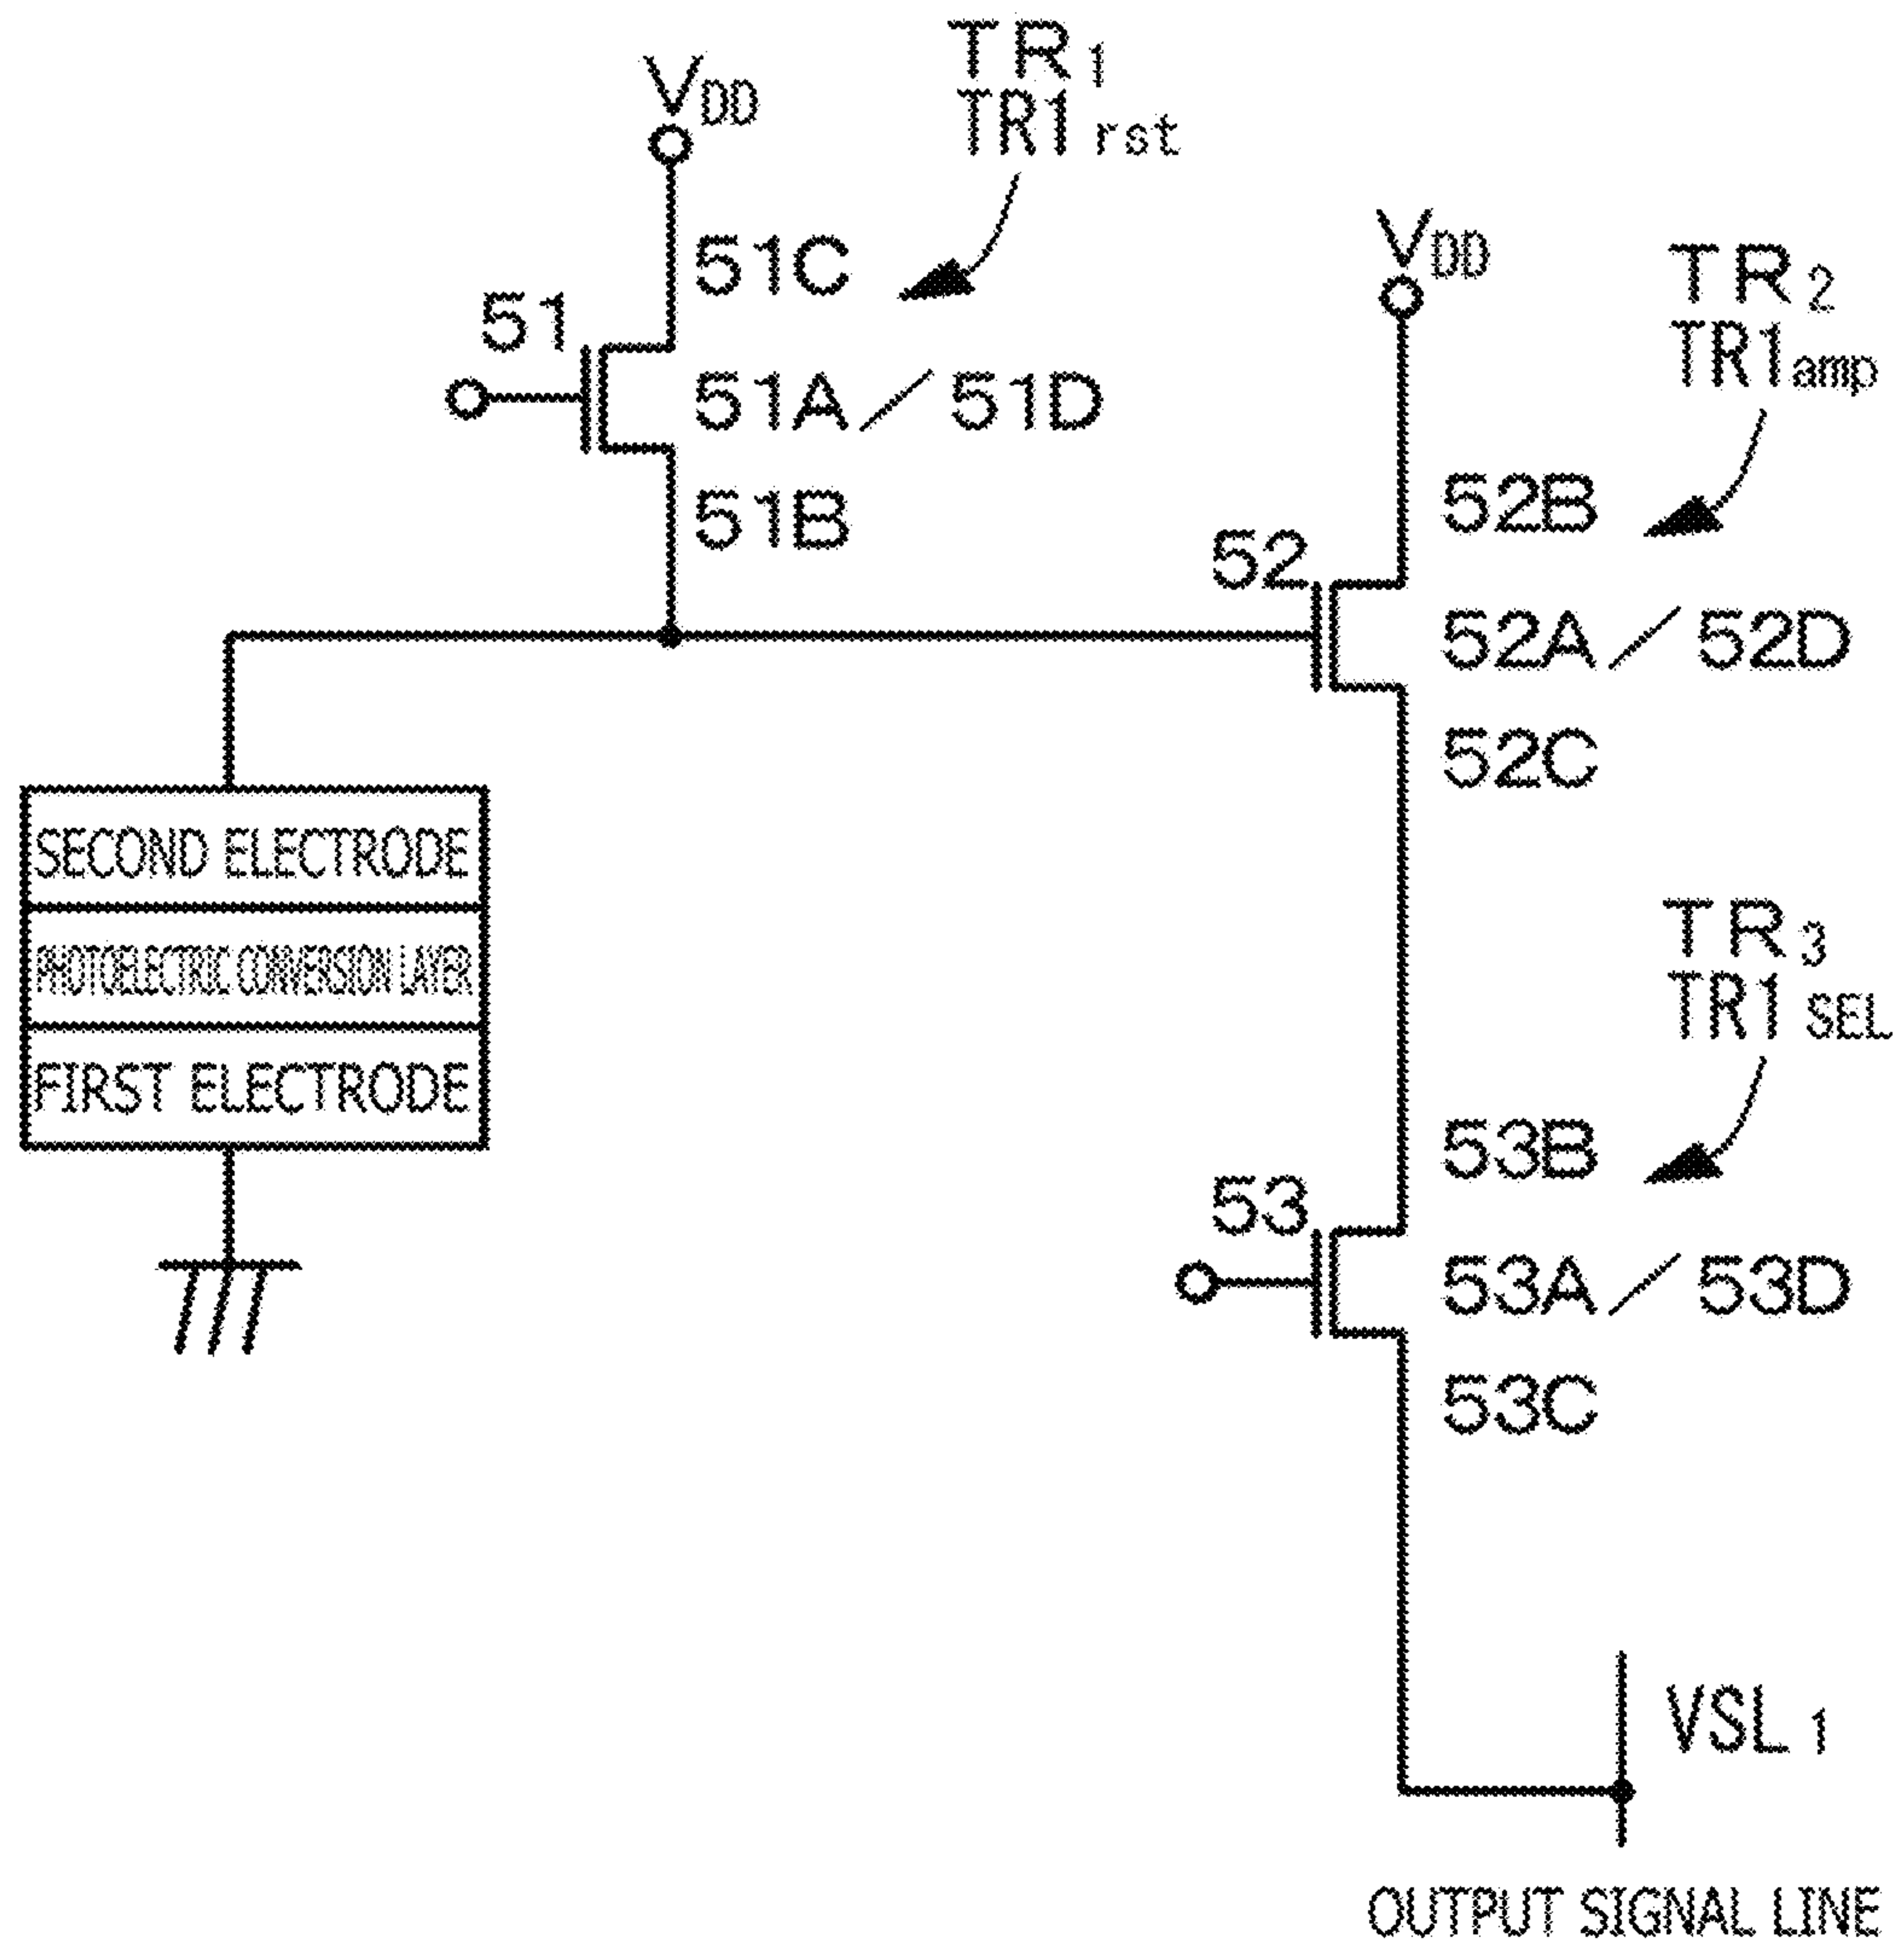 TR1
TR1rst
VDD
51C
51
51A/51D
51B
VDD
TR2
TR1amp
52B
52
52A/52D
52C
SECOND ELECTRODE
PHOTOELECTRIC CONVERSION LAYER
FIRST ELECTRODE
TR3
TR1SEL
53B
53
53A/53D
53C
VSL1
OUTPUT SIGNAL LINE